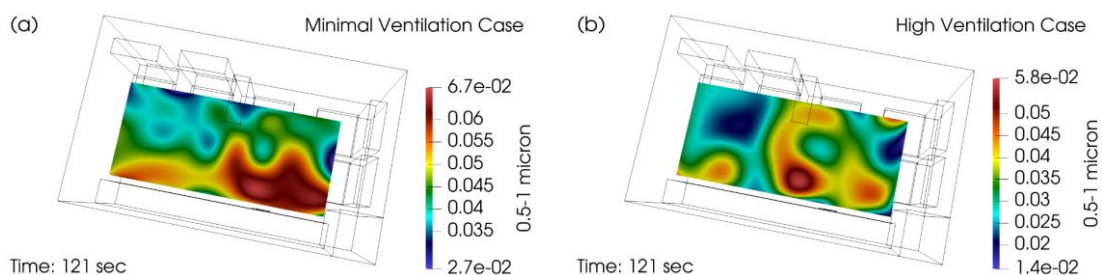 (a)
Minimal Ventilation Case
6.7e-02
0.06
0.055
0.05
0.045
0.04
0.035
2.7e-02
0.5-1 micron
Time: 121 sec
(b)
High Ventilation Case
5.8e-02
0.05
0.045
0.04
0.035
0.03
0.025
0.02
1.4e-02
0.5-1 micron
Time: 121 sec